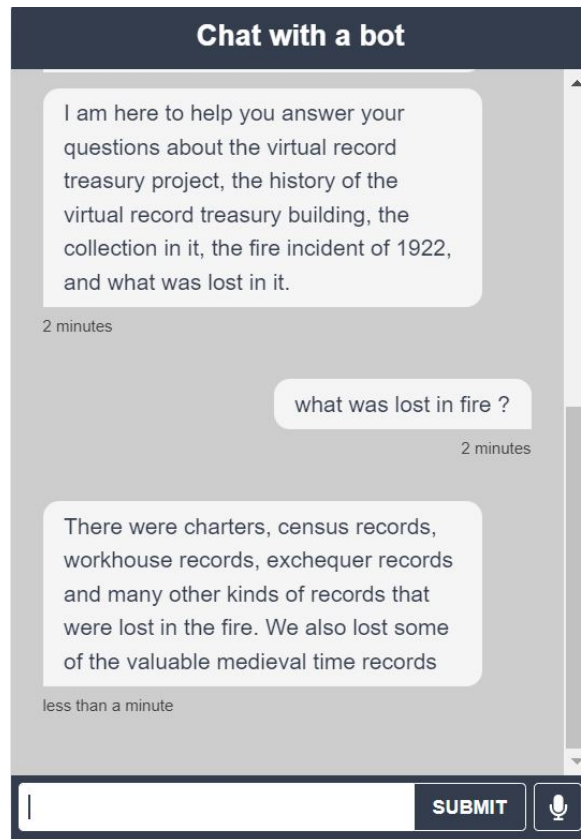 Chat with a bot
I am here to help you answer your
questions about the virtual record
treasury project, the history of the
virtual record treasury building, the
collection in it, the fire incident of 1922,
and what was lost in it.
2 minutes
what was lost in fire ?
2 minutes
There were charters, census records,
workhouse records, exchequer records
and many other kinds of records that
were lost in the fire. We also lost some
of the valuable medieval time records
less than a minute
SUBMIT